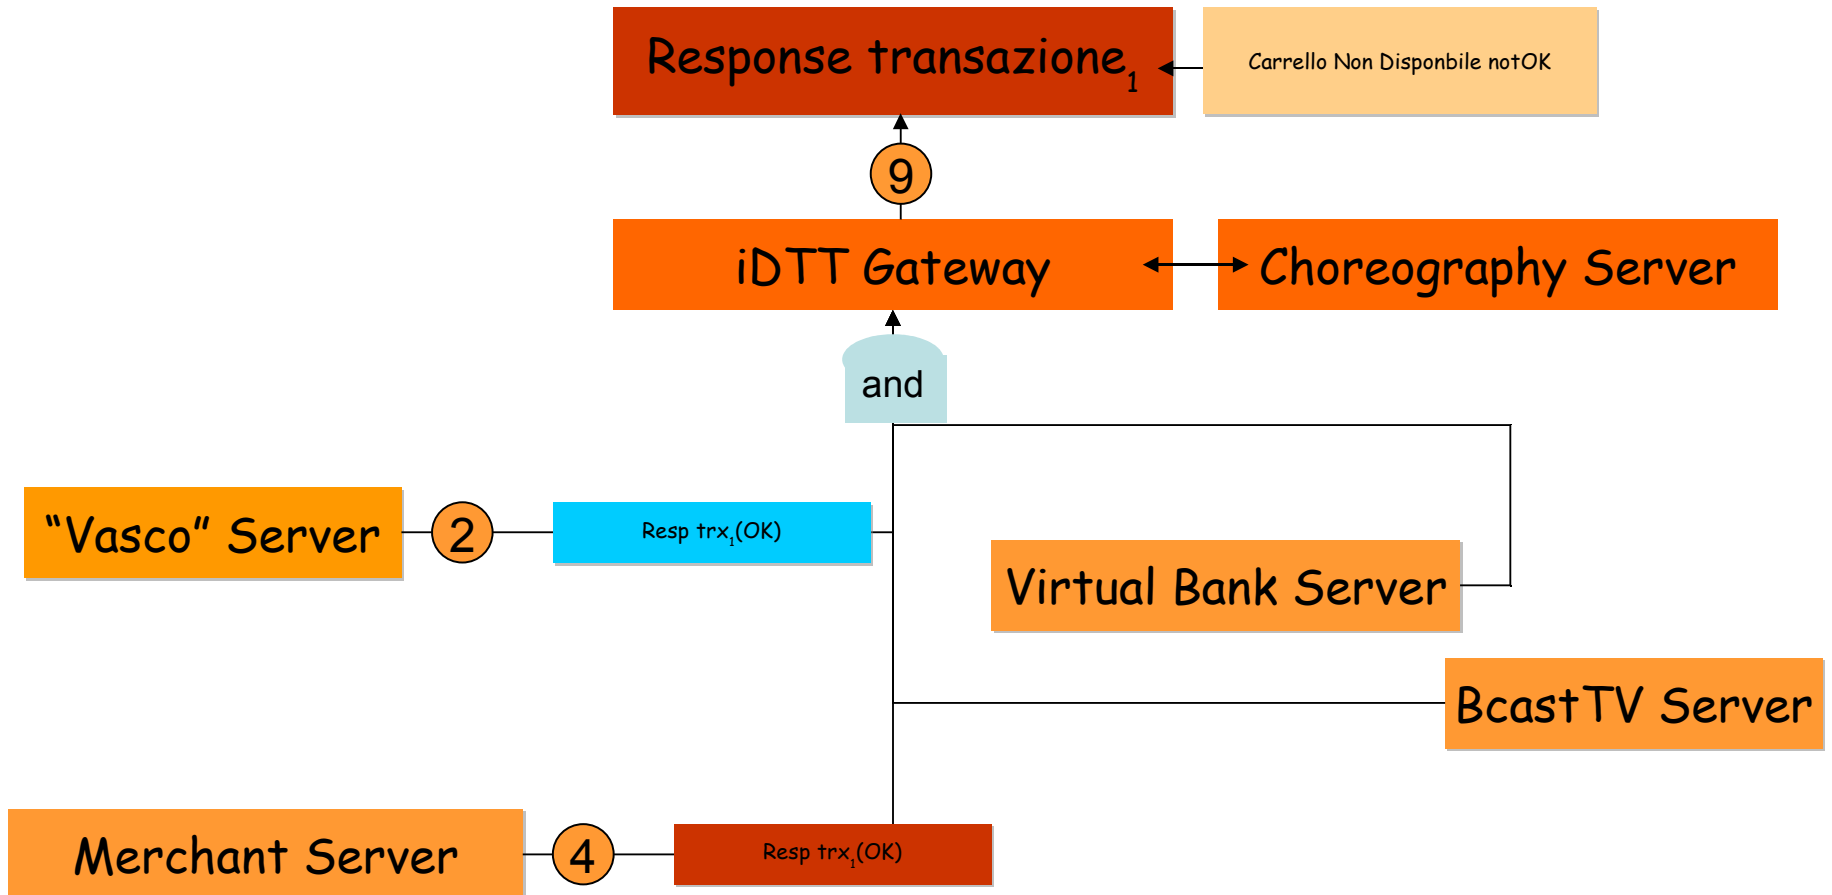 Response transazione1
Carrello Non Disponbile notOK
9
iDTT Gateway
Choreography Server
and
“Vasco” Server
2
Resp trx1(OK)
Virtual Bank Server
BcastTV Server
Merchant Server
4
Resp trx1(OK)